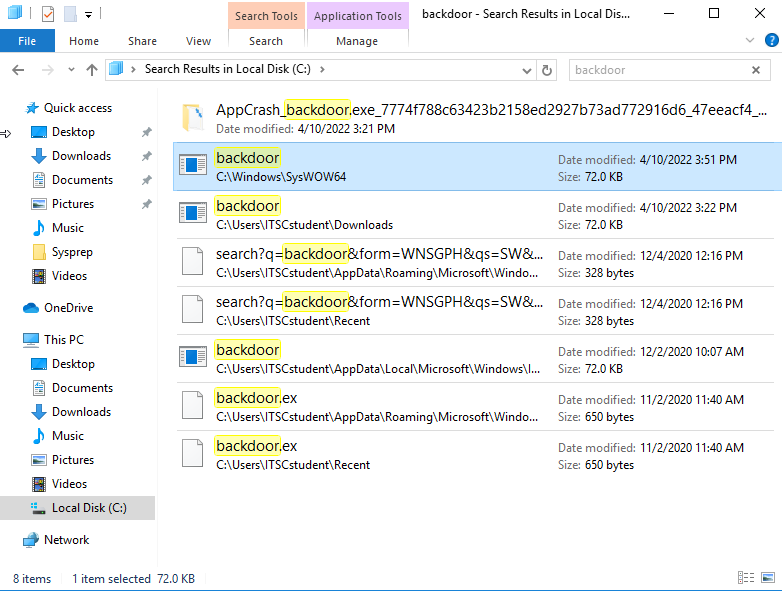 Search Tools Application Tools backdoor - Search Results in Local Dis...
File Home Share View Search Manage
Search Results in Local Disk (C:) backdoor
Quick access
Desktop
Downloads
Documents
Pictures
Music
Sysprep
Videos
OneDrive
This PC
Desktop
Documents
Downloads
Music
Pictures
Videos
Local Disk (C:)
Network
AppCrash_backdoor.exe_7774f788c63423b2158ed2927b73ad772916d6_47eeacf4_...
Date modified: 4/10/2022 3:21 PM
backdoor Date modified: 4/10/2022 3:51 PM
C:\Windows\SysWOW64 Size: 72.0 KB
backdoor Date modified: 4/10/2022 3:22 PM
C:\Users\ITSCstudent\Downloads Size: 72.0 KB
search?q=backdoor&form=WNSGPH&qs=SW&... Date modified: 12/4/2020 12:16 PM
C:\Users\ITSCstudent\AppData\Roaming\Microsoft\Windo... Size: 328 bytes
search?q=backdoor&form=WNSGPH&qs=SW&... Date modified: 12/4/2020 12:16 PM
C:\Users\ITSCstudent\Recent Size: 328 bytes
backdoor Date modified: 12/2/2020 10:07 AM
C:\Users\ITSCstudent\AppData\Local\Microsoft\Windows\I... Size: 72.0 KB
backdoor.ex Date modified: 11/2/2020 11:40 AM
C:\Users\ITSCstudent\AppData\Roaming\Microsoft\Windo... Size: 650 bytes
backdoor.ex Date modified: 11/2/2020 11:40 AM
C:\Users\ITSCstudent\Recent Size: 650 bytes
8 items 1 item selected 72.0 KB